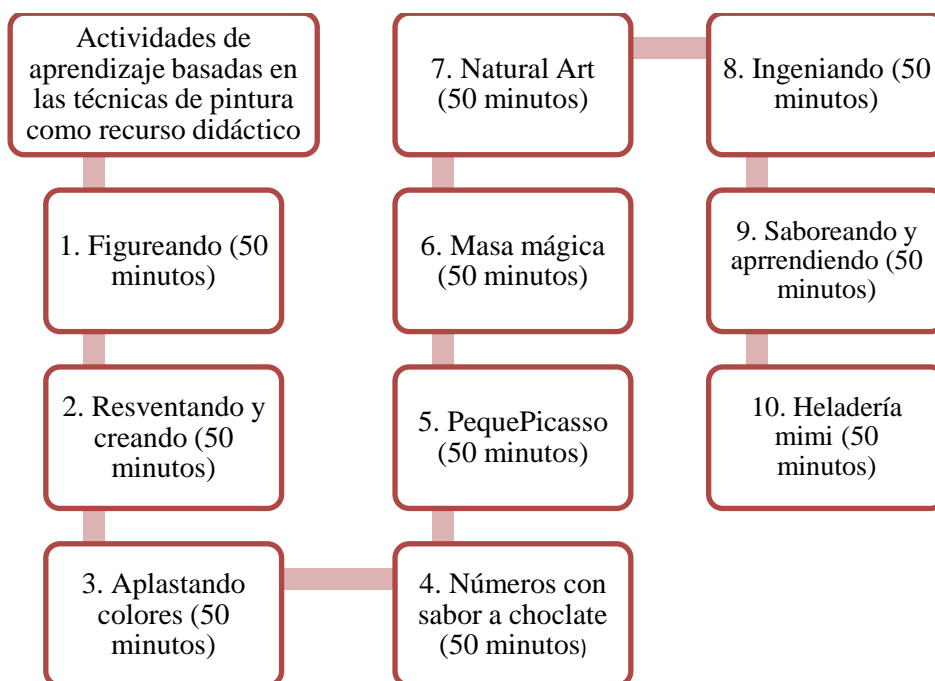 Actividades de
aprendizaje basadas en
las técnicas de pintura
como recurso didáctico
1. Figureando (50
minutos)
2. Resventando y
creando (50
minutos)
3. Aplastando
colores (50
minutos)
4. Números con
sabor a choclate
(50 minutos)
5. PequePicasso
(50 minutos)
6. Masa mágica
(50 minutos)
7. Natural Art
(50 minutos)
8. Ingeniando (50
minutos)
9. Saboreando y
aprrendiendo (50
minutos)
10. Heladería
mimi (50
minutos)